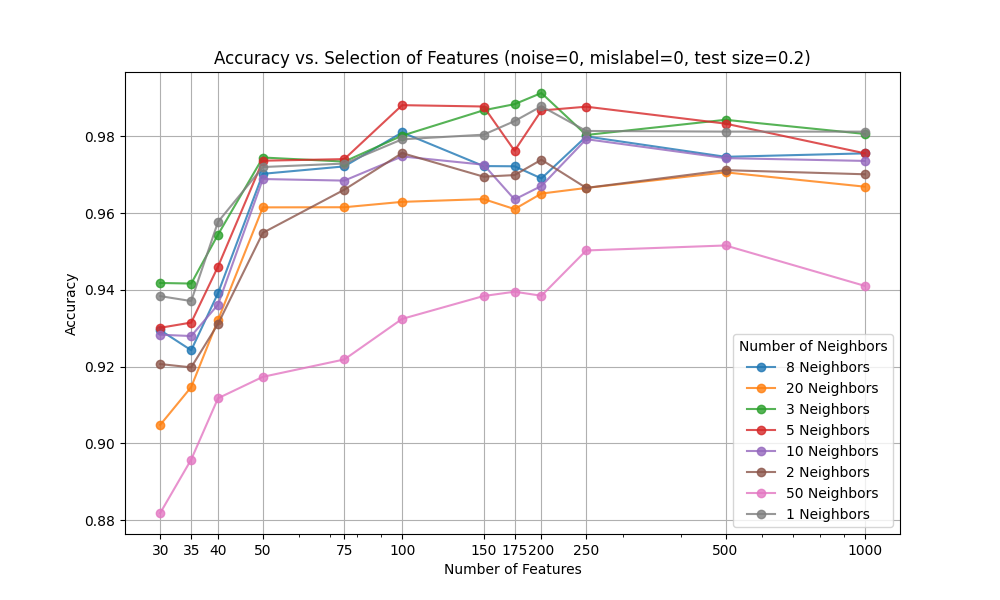 Accuracy vs. Selection of Features (noise=0, mislabel=0, test size=0.2)
Accuracy
0.98
0.96
0.94
0.92
0.90
0.88
Number of Neighbors
8 Neighbors
20 Neighbors
3 Neighbors
5 Neighbors
10 Neighbors
2 Neighbors
50 Neighbors
1 Neighbors
30 35 40 50 75 100 150 175 200 250 500 1000
Number of Features